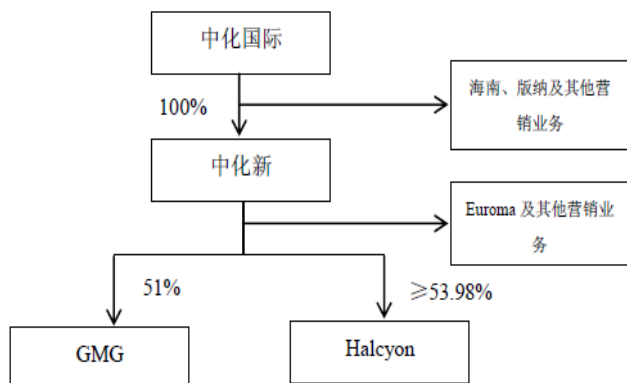 中化国际
海南、版纳及其他营
销业务
100%
中化新
Euroma 及其他营销业
务
51%
≥53.98%
GMG
Halcyon